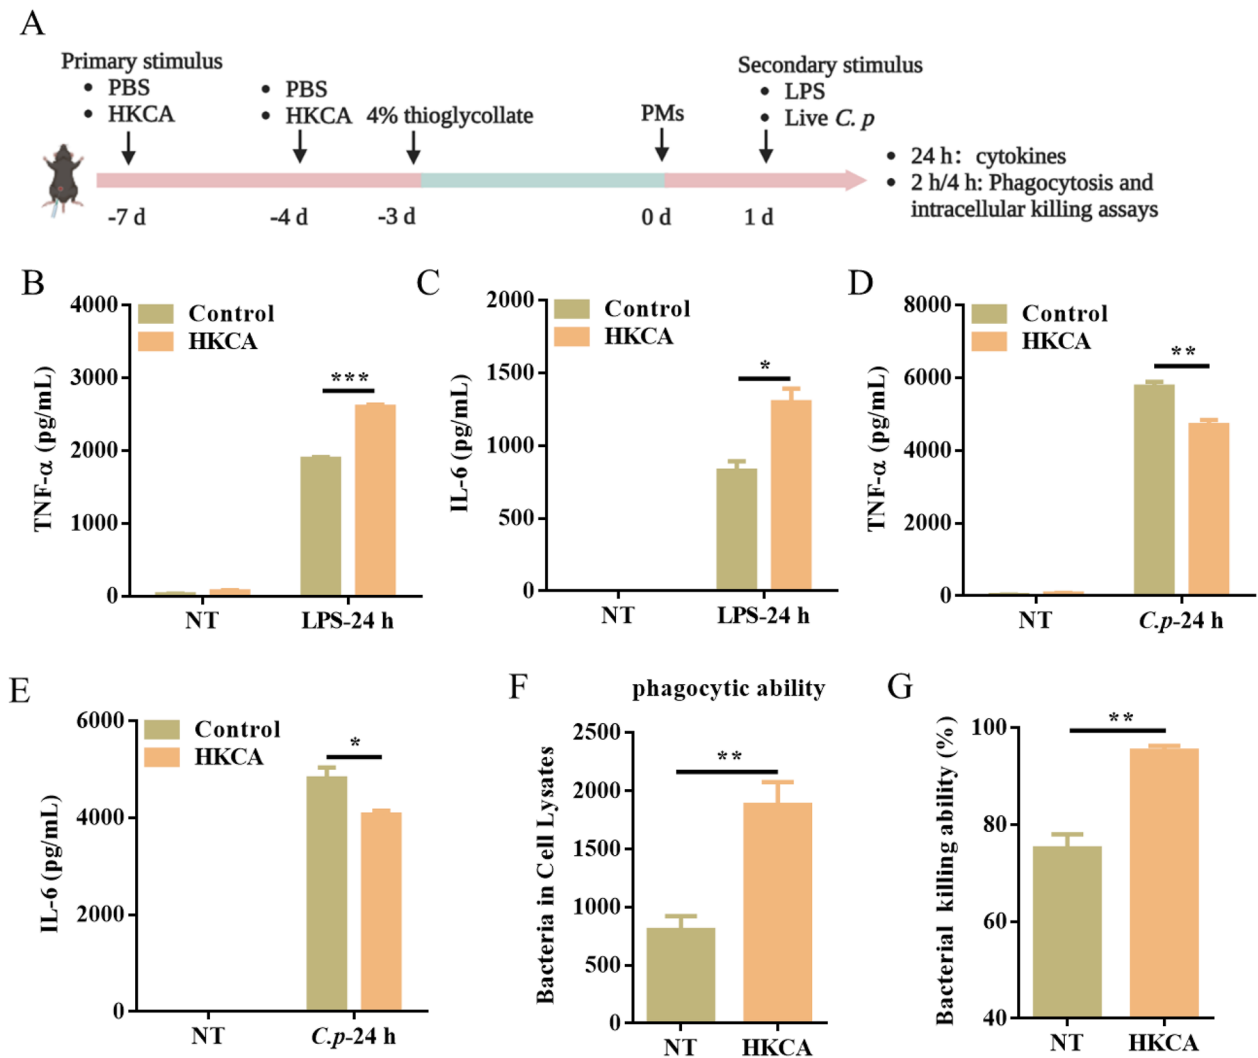 A
Primary stimulus
• PBS
• HKCA
• PBS
• HKCA
4% thioglycollate
PMs
Secondary stimulus
• LPS
• Live C. p
-7 d
-4 d
-3 d
0 d
1 d
• 24 h: cytokines
• 2 h/4 h: Phagocytosis and
intracellular killing assays
B
Control
HKCA
TNF-α (pg/mL)
4000
3000
2000
1000
0
***
NT
LPS-24 h
C
Control
HKCA
IL-6 (pg/mL)
2000
1500
1000
500
0
*
NT
LPS-24 h
D
Control
HKCA
TNF-α (pg/mL)
8000
6000
4000
2000
0
**
NT
C.p-24 h
E
Control
HKCA
IL-6 (pg/mL)
6000
4000
2000
0
*
NT
C.p-24 h
F
phagocytic ability
Bacteria in Cell Lysates
2500
2000
1500
1000
500
0
**
NT
HKCA
G
Bacterial killing ability (%)
100
80
60
40
**
NT
HKCA